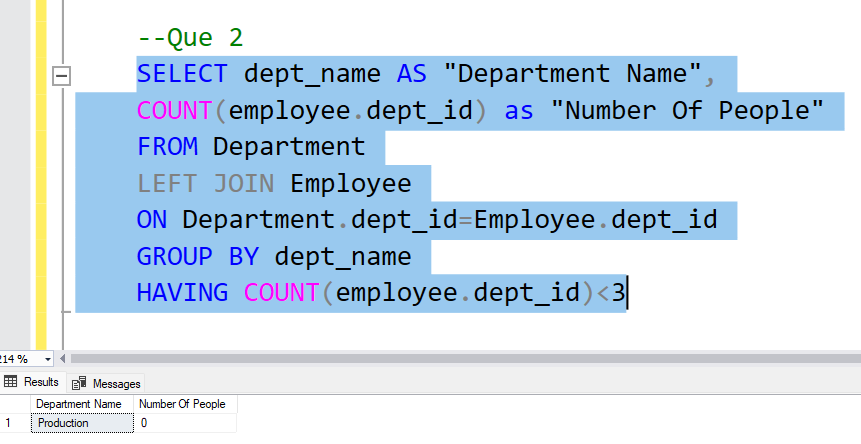 --Que 2
SELECT dept_name AS "Department Name",
COUNT(employee.dept_id) as "Number Of People"
FROM Department
LEFT JOIN Employee
ON Department.dept_id=Employee.dept_id
GROUP BY dept_name
HAVING COUNT(employee.dept_id)<3
214 %
Results Messages
Department Name Number Of People
1 Production 0